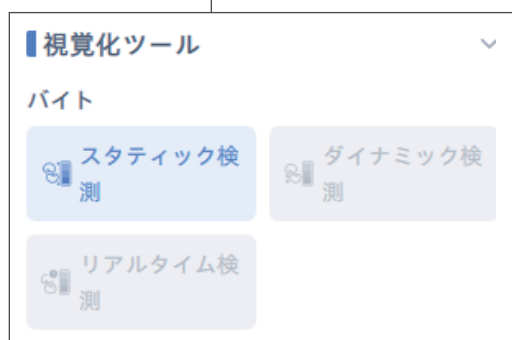 視覚化ツール
バイト
スタティック検
測
ダイナミック検
測
リアルタイム検
測